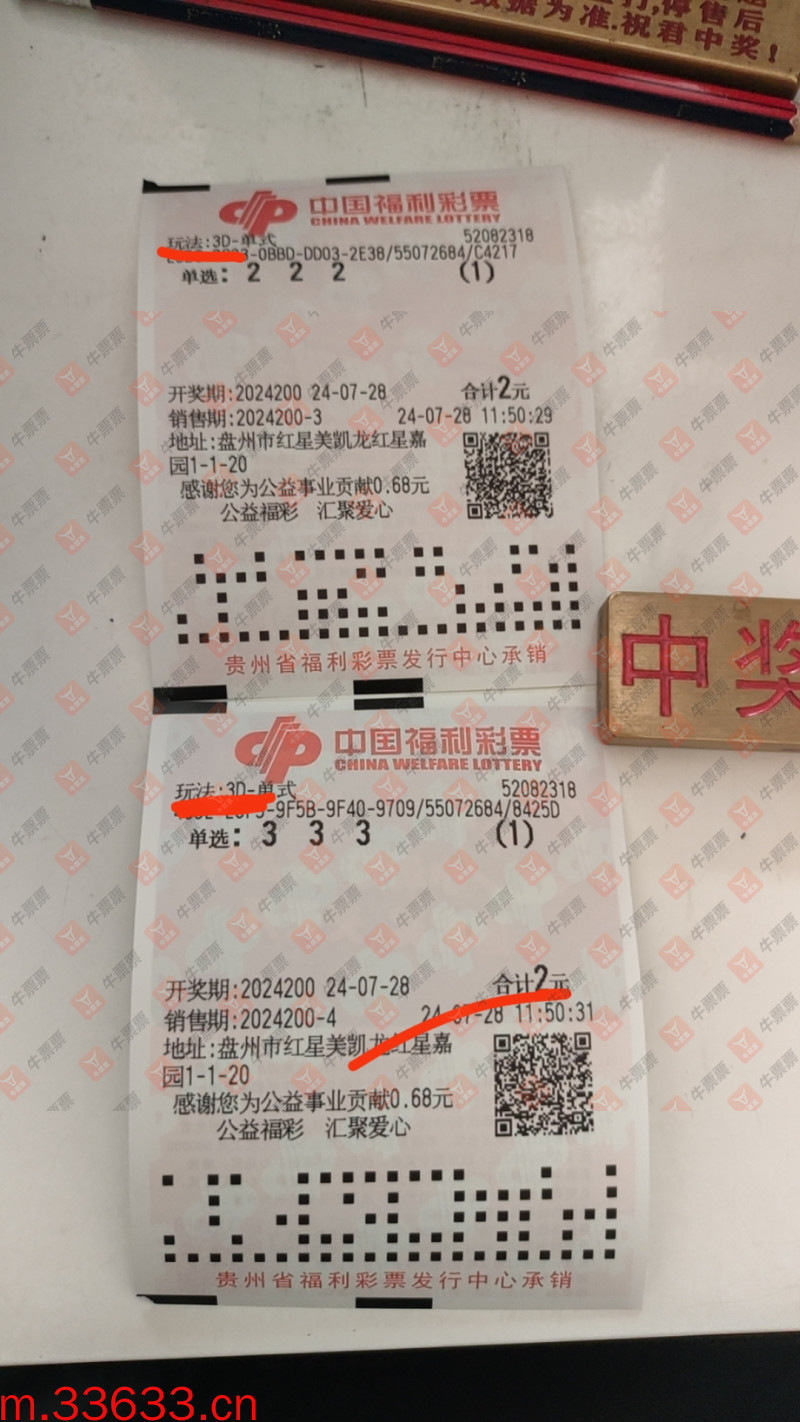 打,停售后
数据为准.祝君中奖!
中国福利彩票
CHINA WELFARE LOTTERY
玩法:3D-单式 52082318
-0BBD-DD03-2E38/55072684/C4217
单选: 2 2 2 (1)
开奖期:2024200 24-07-28 合计2元
销售期:2024200-3 24-07-28 11:50:29
地址:盘州市红星美凯龙红星嘉
园1-1-20
感谢您为公益事业贡献0.68元
公益福彩 汇聚爱心
贵州省福利彩票发行中心承销
中奖
中国福利彩票
CHINA WELFARE LOTTERY
玩法:3D-单式 52082318
-9F5B-9F40-9709/55072684/8425D
单选: 3 3 3 (1)
开奖期:2024200 24-07-28 合计2元
销售期:2024200-4 24-07-28 11:50:31
地址:盘州市红星美凯龙红星嘉
园1-1-20
感谢您为公益事业贡献0.68元
公益福彩 汇聚爱心
贵州省福利彩票发行中心承销
牛票票
m.33633.cn